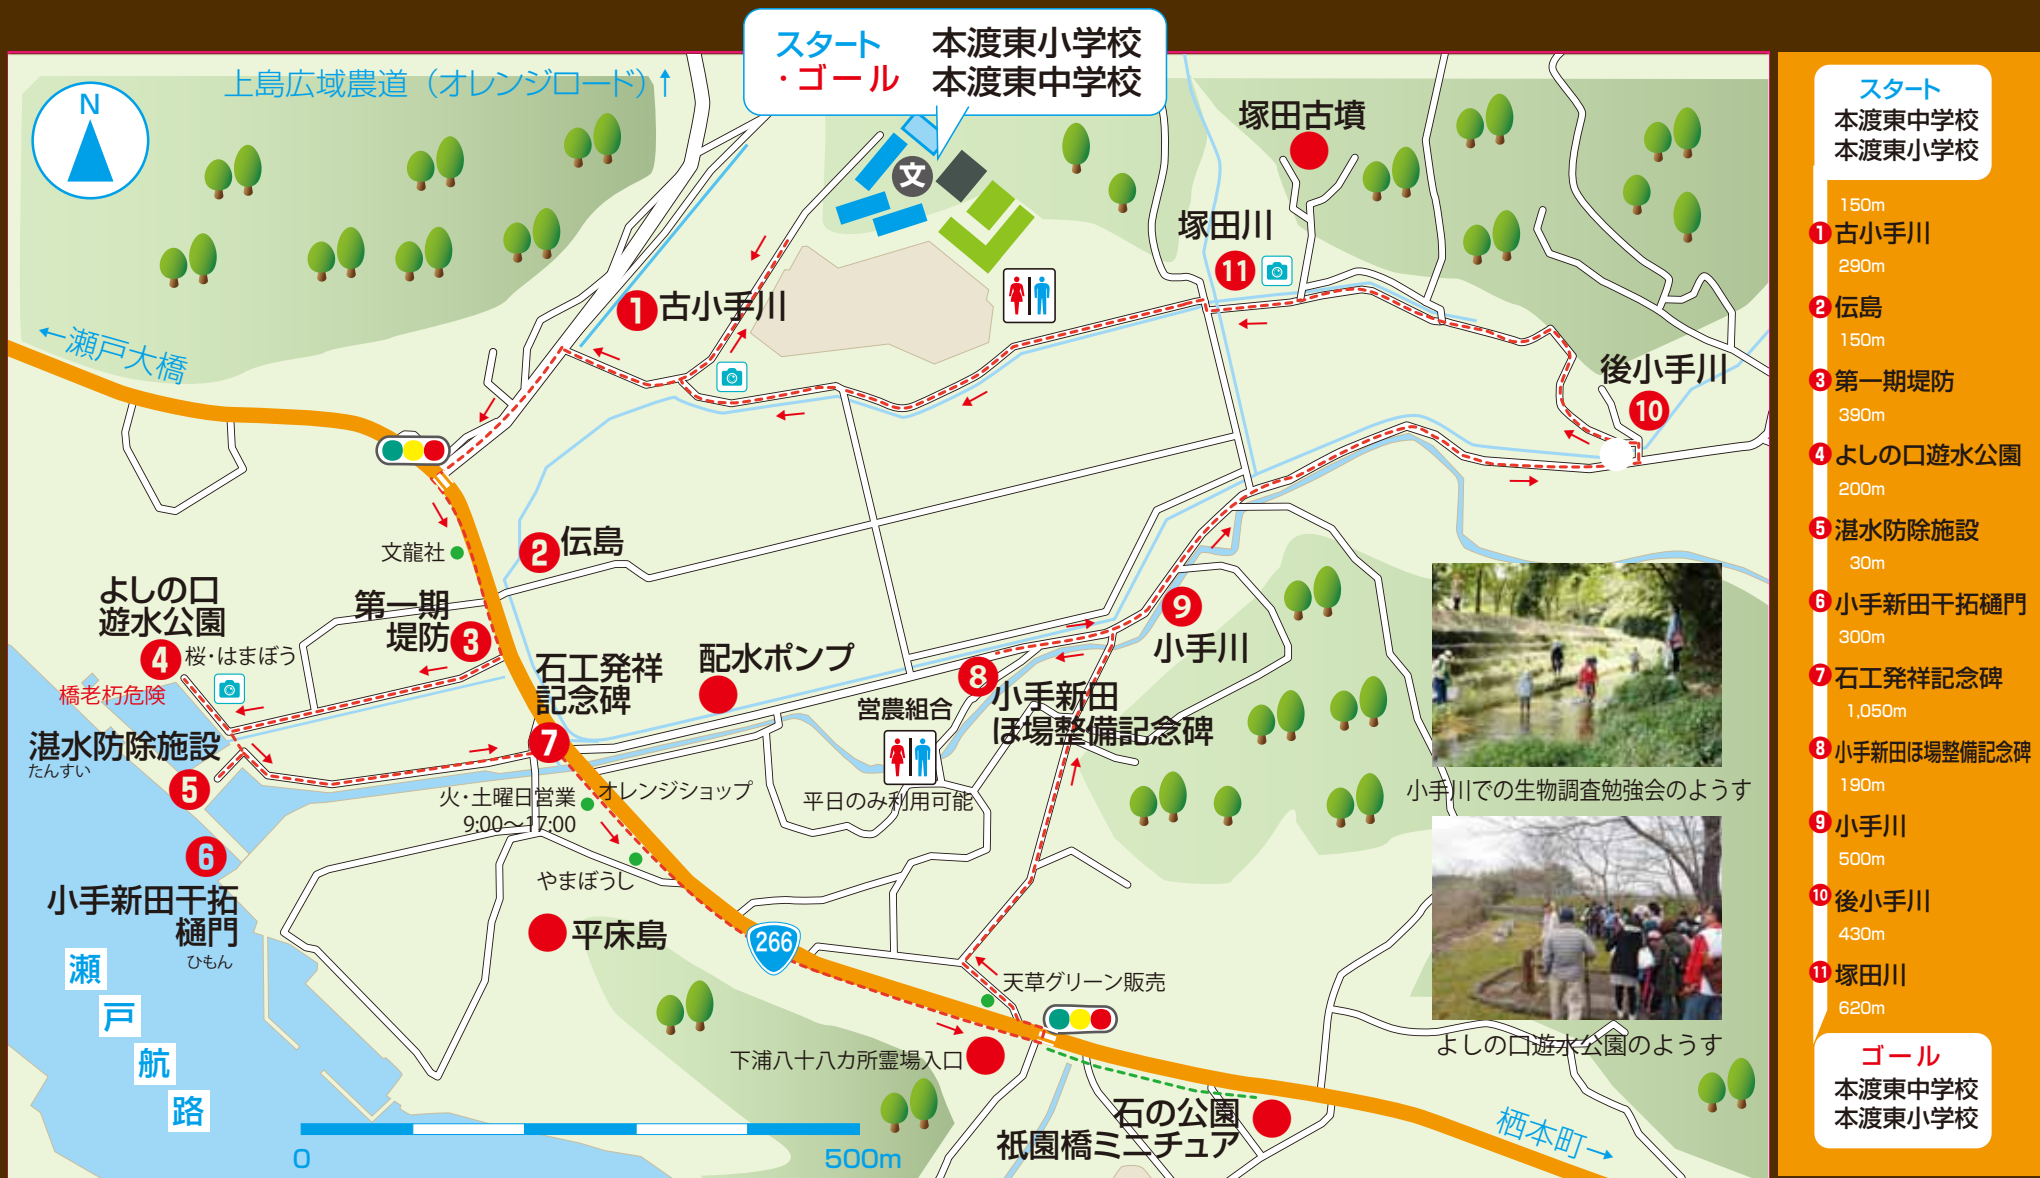 スタート 本渡東小学校
・ゴール 本渡東中学校
N
上島広域農道（オレンジロード）↑
塚田古墳
文
塚田川
11
1 古小手川
←瀬戸大橋
後小手川
10
文龍社
2 伝島
よしの口
遊水公園
4 桜・はまぼう
橋老朽危険
第一期
堤防 3
石工発祥
記念碑
7
配水ポンプ
8
小手新田
ほ場整備記念碑
9
小手川
営農組合
平日のみ利用可能
湛水防除施設
たんすい
5
6
小手新田干拓
樋門
ひもん
火・土曜日営業
9:00〜17:00
オレンジショップ
やまぼうし
平床島
266
天草グリーン販売
下浦八十八カ所霊場入口
石の公園
祇園橋ミニチュア
栖本町→
瀬
戸
航
路
0 500m
小手川での生物調査勉強会のようす
よしの口遊水公園のようす
スタート
本渡東中学校
本渡東小学校
150m
1 古小手川
290m
2 伝島
150m
3 第一期堤防
390m
4 よしの口遊水公園
200m
5 湛水防除施設
30m
6 小手新田干拓樋門
300m
7 石工発祥記念碑
1,050m
8 小手新田ほ場整備記念碑
190m
9 小手川
500m
10 後小手川
430m
11 塚田川
620m
ゴール
本渡東中学校
本渡東小学校